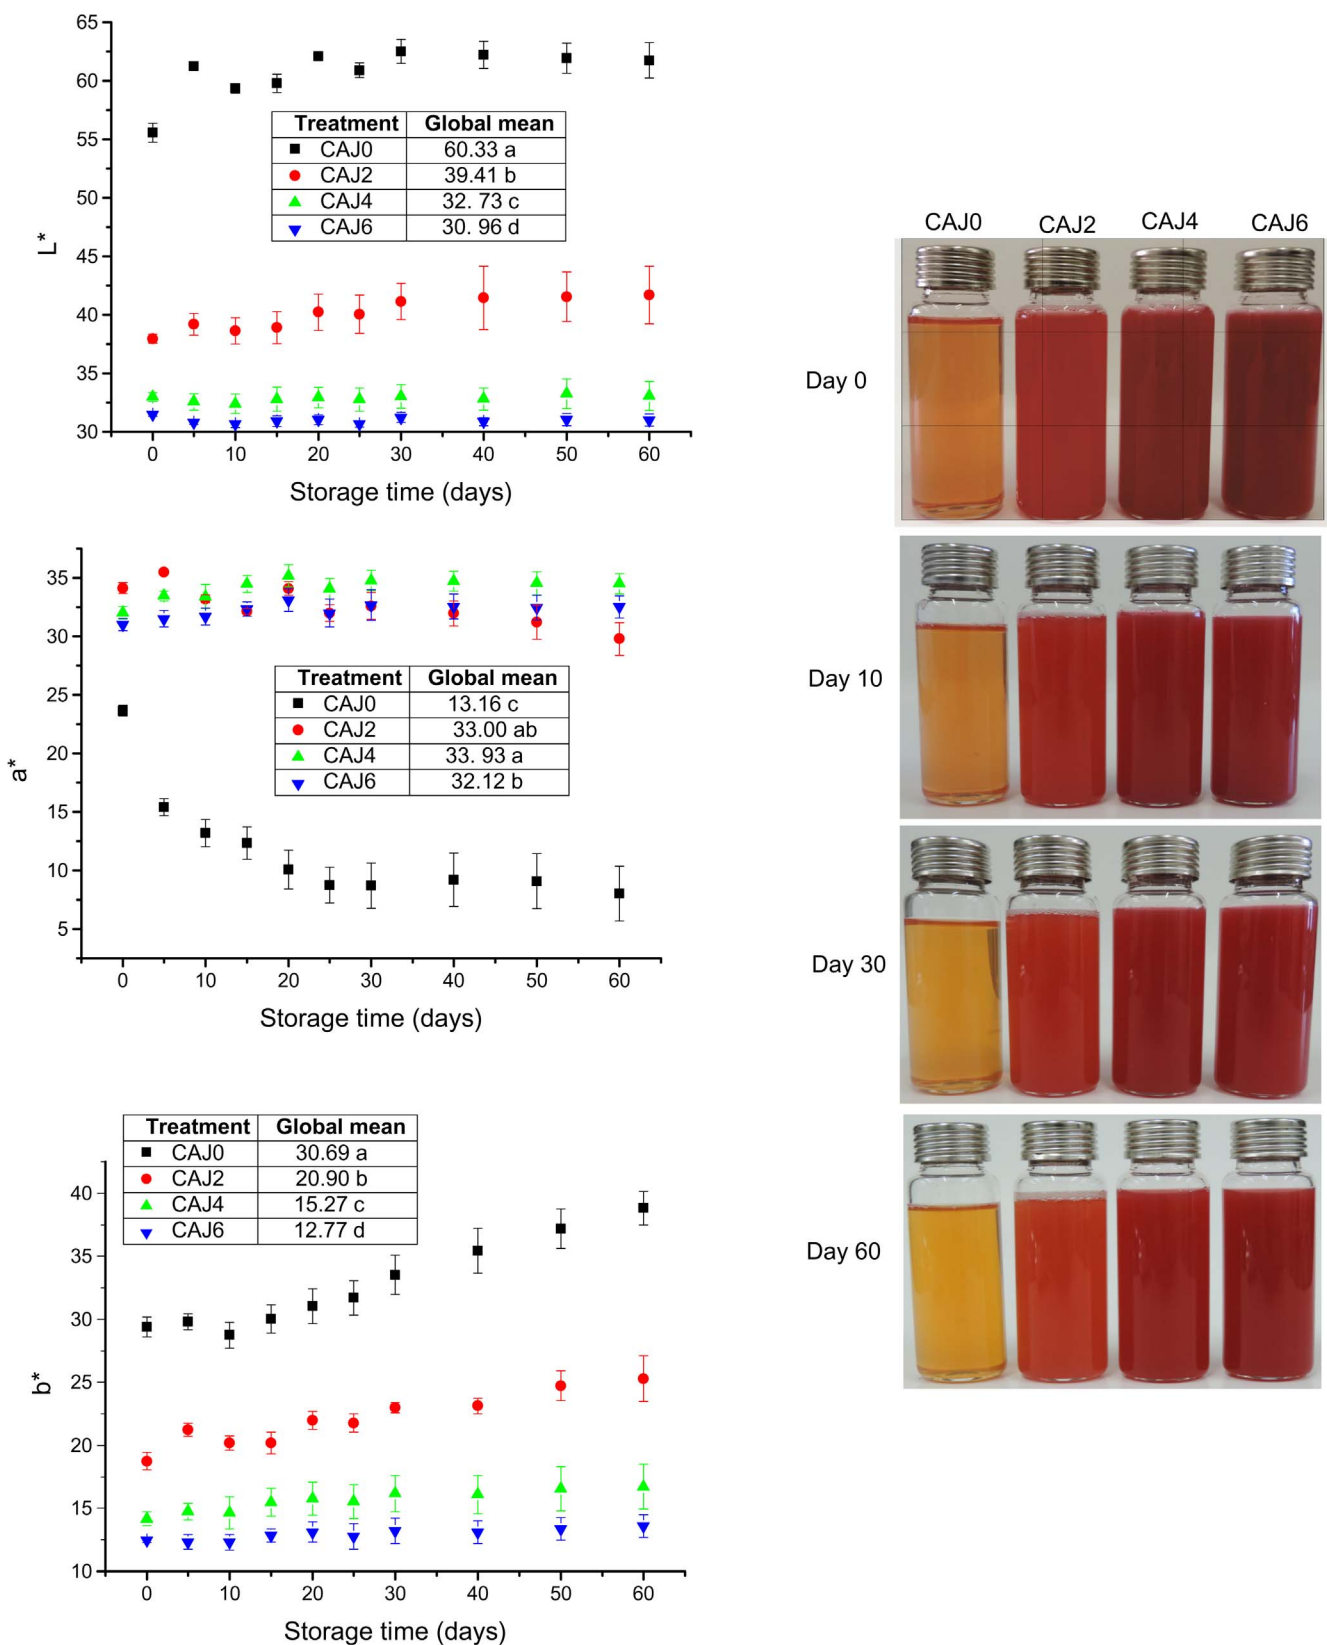 65
60
55
50
45
40
35
30
L*
Treatment Global mean
CAJ0 60.33 a
CAJ2 39.41 b
CAJ4 32. 73 c
CAJ6 30. 96 d
0 10 20 30 40 50 60
Storage time (days)
35
30
25
20
15
10
5
a*
Treatment Global mean
CAJ0 13.16 c
CAJ2 33.00 ab
CAJ4 33. 93 a
CAJ6 32.12 b
0 10 20 30 40 50 60
Storage time (days)
Treatment Global mean
CAJ0 30.69 a
CAJ2 20.90 b
CAJ4 15.27 c
CAJ6 12.77 d
40
35
30
25
20
15
10
b*
0 10 20 30 40 50 60
Storage time (days)
CAJ0 CAJ2 CAJ4 CAJ6
Day 0
Day 10
Day 30
Day 60